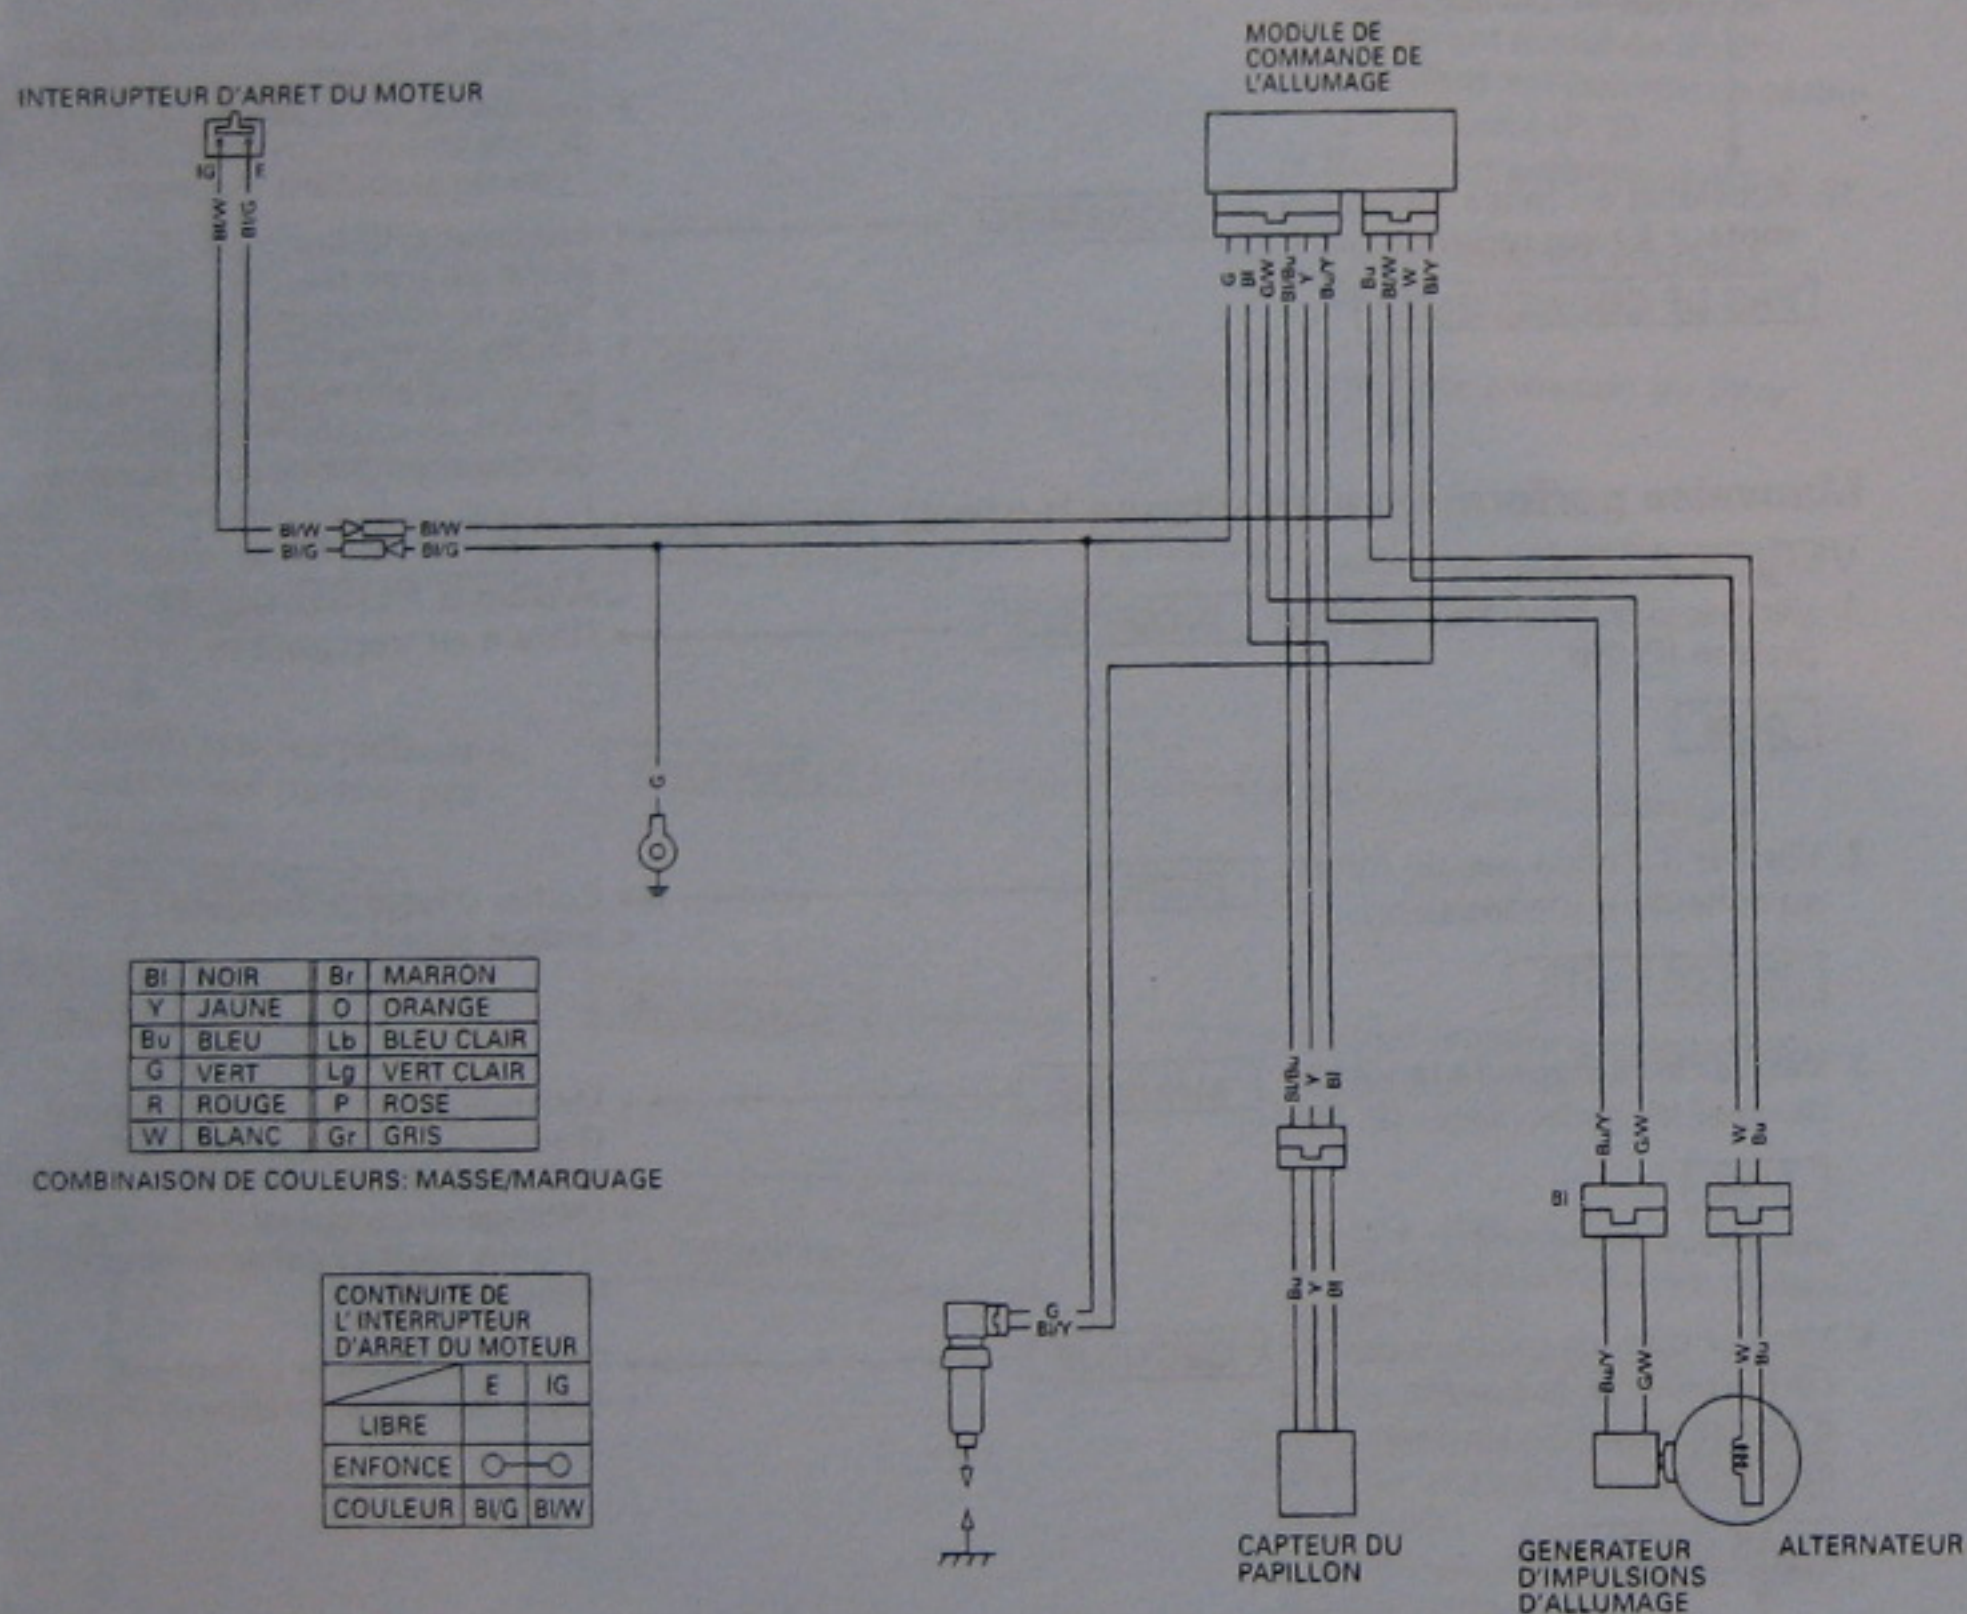 MODULE DE
COMMANDE DE
L'ALLUMAGE
INTERRUPTEUR D'ARRET DU MOTEUR
IG E
Bl/W Bl/G
G Bl G/W Bl/Bu Y Bu/Y Bu Bl/W W Bl/Y
Bl/W Bl/W
Bl/G Bl/G
G
Bl NOIR Br MARRON
Y JAUNE O ORANGE
Bu BLEU Lb BLEU CLAIR
G VERT Lg VERT CLAIR
R ROUGE P ROSE
W BLANC Gr GRIS
COMBINAISON DE COULEURS: MASSE/MARQUAGE
Bl/Bu Y Bl
Bu/Y G/W W Bu
Bl
Bu Y Bl
G
Bl/Y
Bu/Y G/W W Bu
CONTINUITE DE
L' INTERRUPTEUR
D'ARRET DU MOTEUR
E IG
LIBRE
ENFONCE
COULEUR Bl/G Bl/W
CAPTEUR DU
PAPILLON
GENERATEUR
D'IMPULSIONS
D'ALLUMAGE
ALTERNATEUR